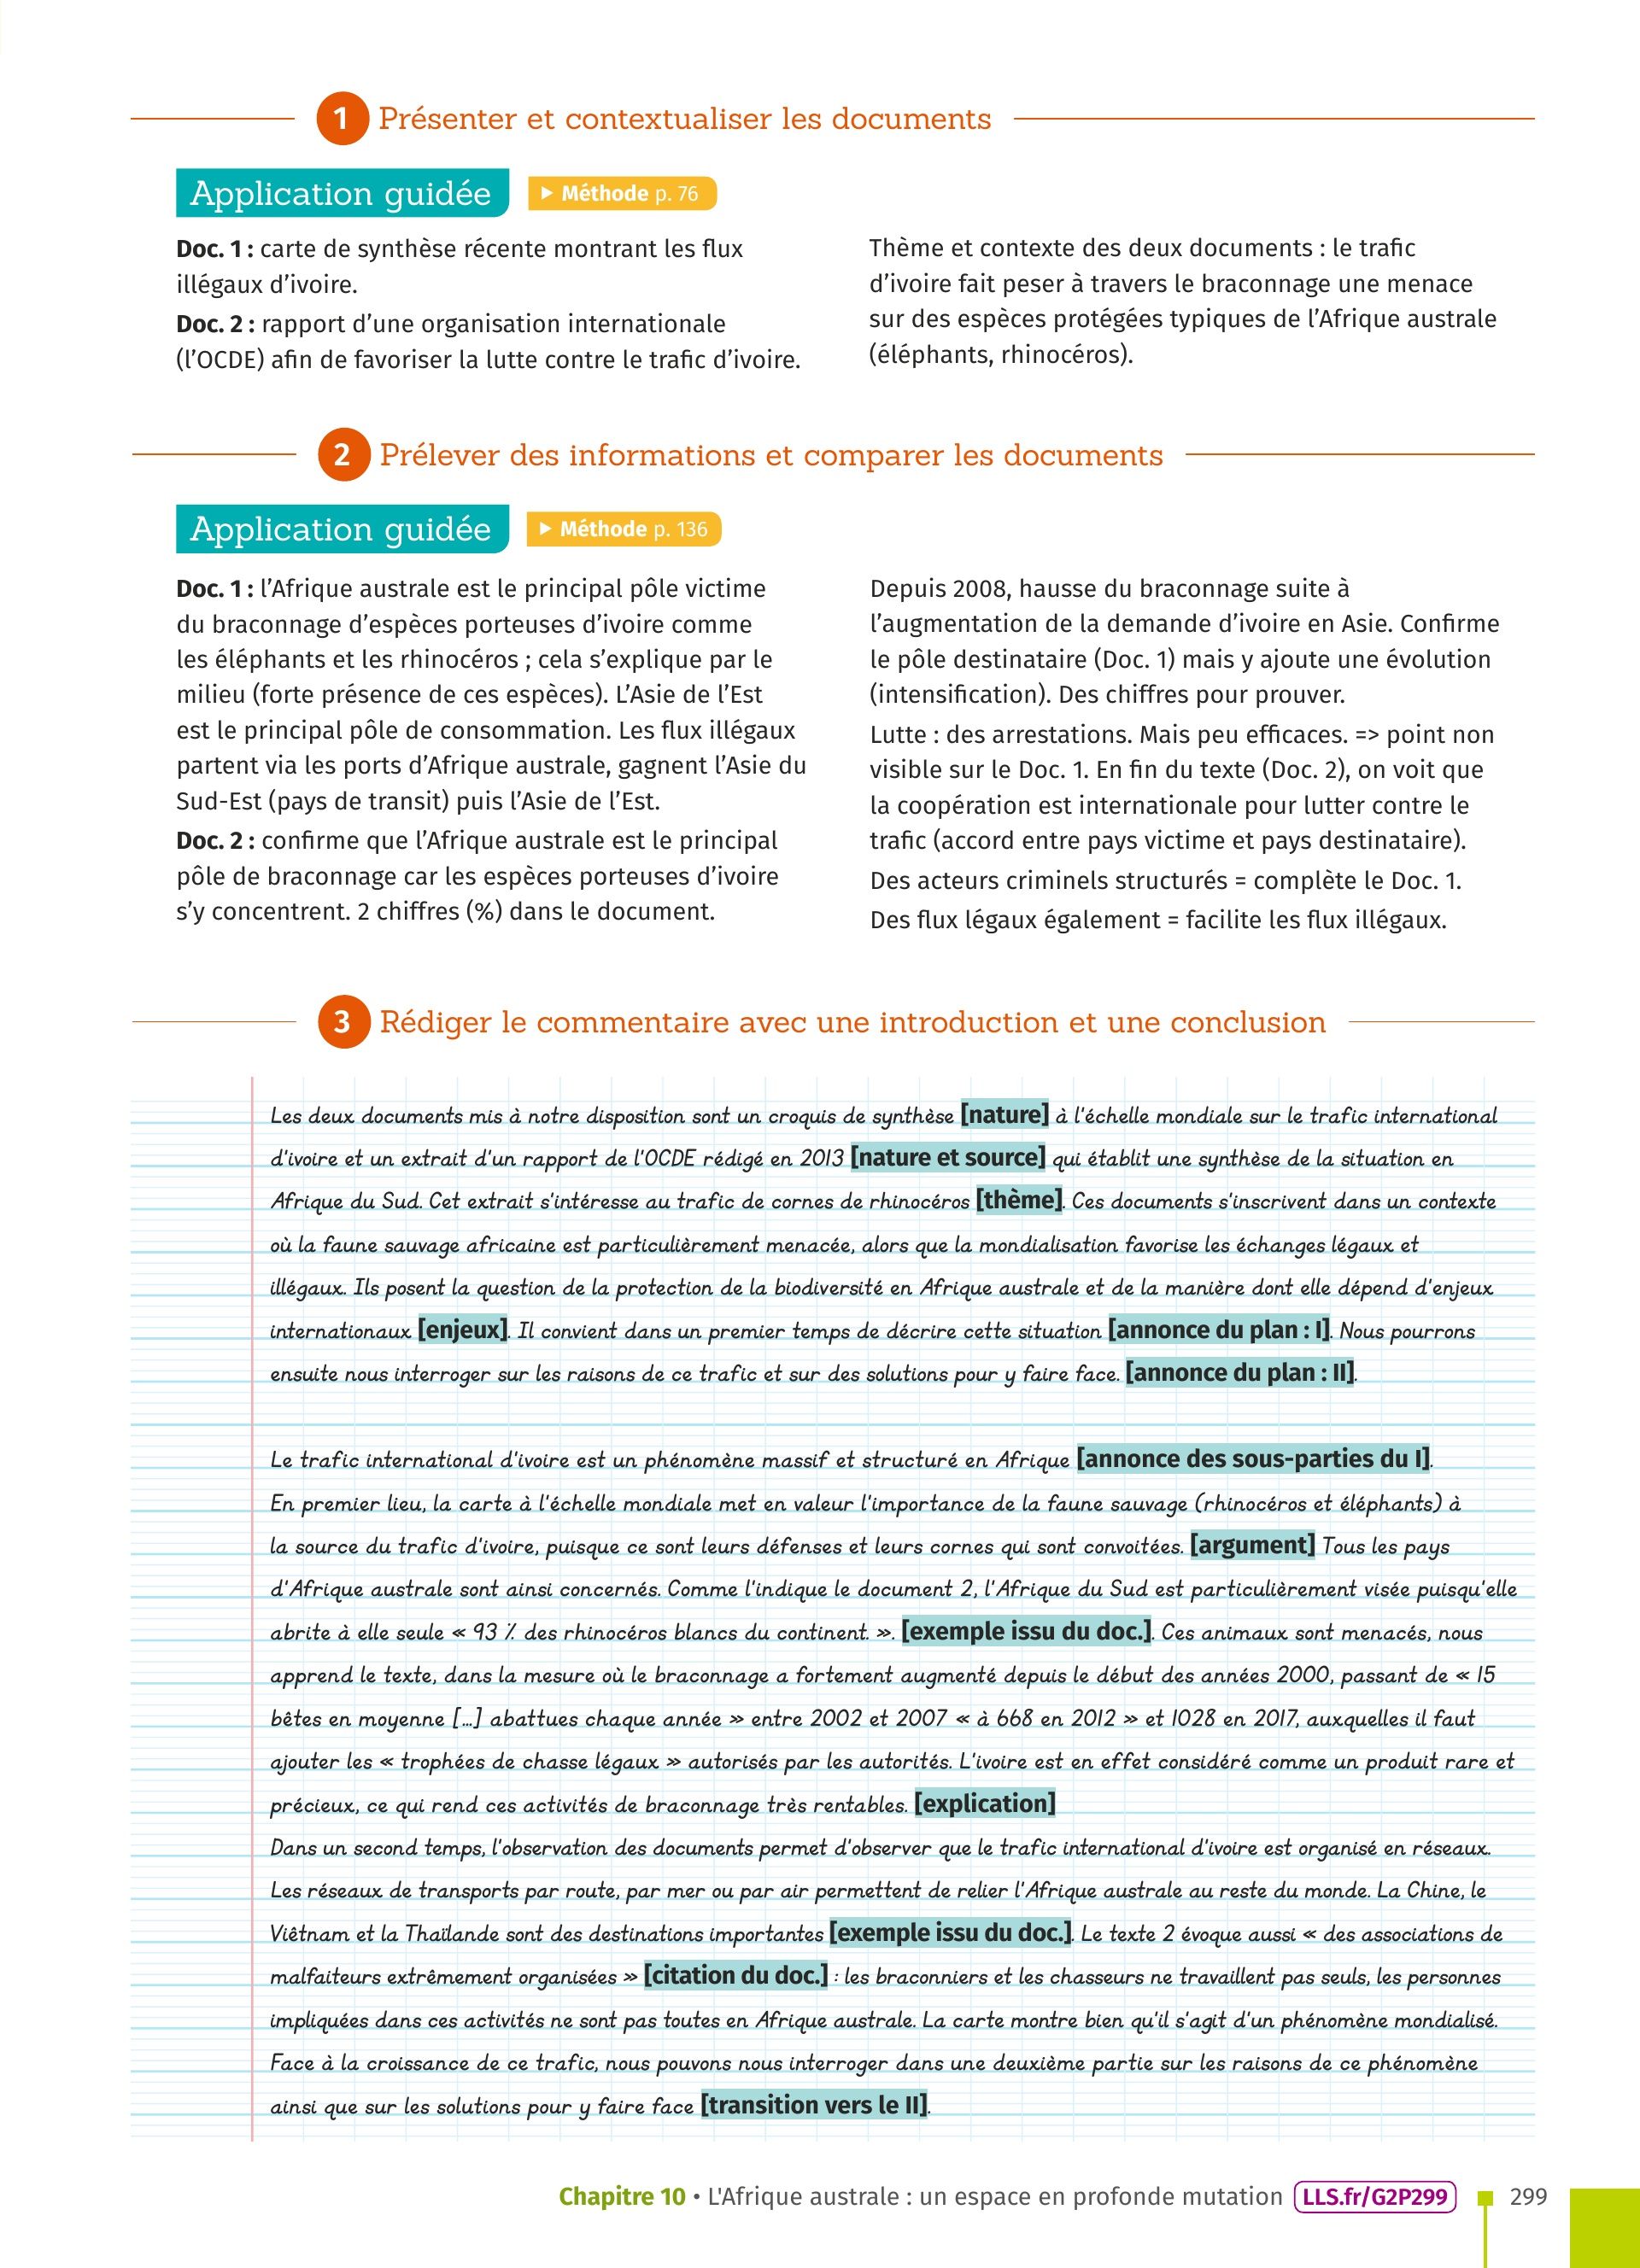 1 Présenter et contextualiser les documents
Application guidée
▶ Méthode p. 76
Doc. 1 : carte de synthèse récente montrant les flux
illégaux d'ivoire.
Doc. 2 : rapport d'une organisation internationale
(l'OCDE) afin de favoriser la lutte contre le trafic d'ivoire.
Thème et contexte des deux documents : le trafic
d'ivoire fait peser à travers le braconnage une menace
sur des espèces protégées typiques de l'Afrique australe
(éléphants, rhinocéros).
2 Prélever des informations et comparer les documents
Application guidée
▶ Méthode p. 136
Doc. 1 : l'Afrique australe est le principal pôle victime
du braconnage d'espèces porteuses d'ivoire comme
les éléphants et les rhinocéros ; cela s'explique par le
milieu (forte présence de ces espèces). L'Asie de l'Est
est le principal pôle de consommation. Les flux illégaux
partent via les ports d'Afrique australe, gagnent l'Asie du
Sud-Est (pays de transit) puis l'Asie de l'Est.
Doc. 2 : confirme que l'Afrique australe est le principal
pôle de braconnage car les espèces porteuses d'ivoire
s'y concentrent. 2 chiffres (%) dans le document.
Depuis 2008, hausse du braconnage suite à
l'augmentation de la demande d'ivoire en Asie. Confirme
le pôle destinataire (Doc. 1) mais y ajoute une évolution
(intensification). Des chiffres pour prouver.
Lutte : des arrestations. Mais peu efficaces. => point non
visible sur le Doc. 1. En fin du texte (Doc. 2), on voit que
la coopération est internationale pour lutter contre le
trafic (accord entre pays victime et pays destinataire).
Des acteurs criminels structurés = complète le Doc. 1.
Des flux légaux également = facilite les flux illégaux.
3 Rédiger le commentaire avec une introduction et une conclusion
Les deux documents mis à notre disposition sont un croquis de synthèse [nature] à l'échelle mondiale sur le trafic international
d'ivoire et un extrait d'un rapport de l'OCDE rédigé en 2013 [nature et source] qui établit une synthèse de la situation en
Afrique du Sud. Cet extrait s'intéresse au trafic de cornes de rhinocéros [thème]. Ces documents s'inscrivent dans un contexte
où la faune sauvage africaine est particulièrement menacée, alors que la mondialisation favorise les échanges légaux et
illégaux. Ils posent la question de la protection de la biodiversité en Afrique australe et de la manière dont elle dépend d'enjeux
internationaux [enjeux]. Il convient dans un premier temps de décrire cette situation [annonce du plan : I]. Nous pourrons
ensuite nous interroger sur les raisons de ce trafic et sur des solutions pour y faire face. [annonce du plan : II].
Le trafic international d'ivoire est un phénomène massif et structuré en Afrique [annonce des sous-parties du I].
En premier lieu, la carte à l'échelle mondiale met en valeur l'importance de la faune sauvage (rhinocéros et éléphants) à
la source du trafic d'ivoire, puisque ce sont leurs défenses et leurs cornes qui sont convoitées. [argument] Tous les pays
d'Afrique australe sont ainsi concernés. Comme l'indique le document 2, l'Afrique du Sud est particulièrement visée puisqu'elle
abrite à elle seule « 93 % des rhinocéros blancs du continent. ». [exemple issu du doc.]. Ces animaux sont menacés, nous
apprend le texte, dans la mesure où le braconnage a fortement augmenté depuis le début des années 2000, passant de « 15
bêtes en moyenne [...] abattues chaque année » entre 2002 et 2007 « à 668 en 2012 » et 1028 en 2017, auxquelles il faut
ajouter les « trophées de chasse légaux » autorisés par les autorités. L'ivoire est en effet considéré comme un produit rare et
précieux, ce qui rend ces activités de braconnage très rentables. [explication]
Dans un second temps, l'observation des documents permet d'observer que le trafic international d'ivoire est organisé en réseaux.
Les réseaux de transports par route, par mer ou par air permettent de relier l'Afrique australe au reste du monde. La Chine, le
Viêtnam et la Thaïlande sont des destinations importantes [exemple issu du doc.]. Le texte 2 évoque aussi « des associations de
malfaiteurs extrêmement organisées » [citation du doc.] : les braconniers et les chasseurs ne travaillent pas seuls, les personnes
impliquées dans ces activités ne sont pas toutes en Afrique australe. La carte montre bien qu'il s'agit d'un phénomène mondialisé.
Face à la croissance de ce trafic, nous pouvons nous interroger dans une deuxième partie sur les raisons de ce phénomène
ainsi que sur les solutions pour y faire face [transition vers le II].
Chapitre 10 • L'Afrique australe : un espace en profonde mutation LLS.fr/G2P299 299